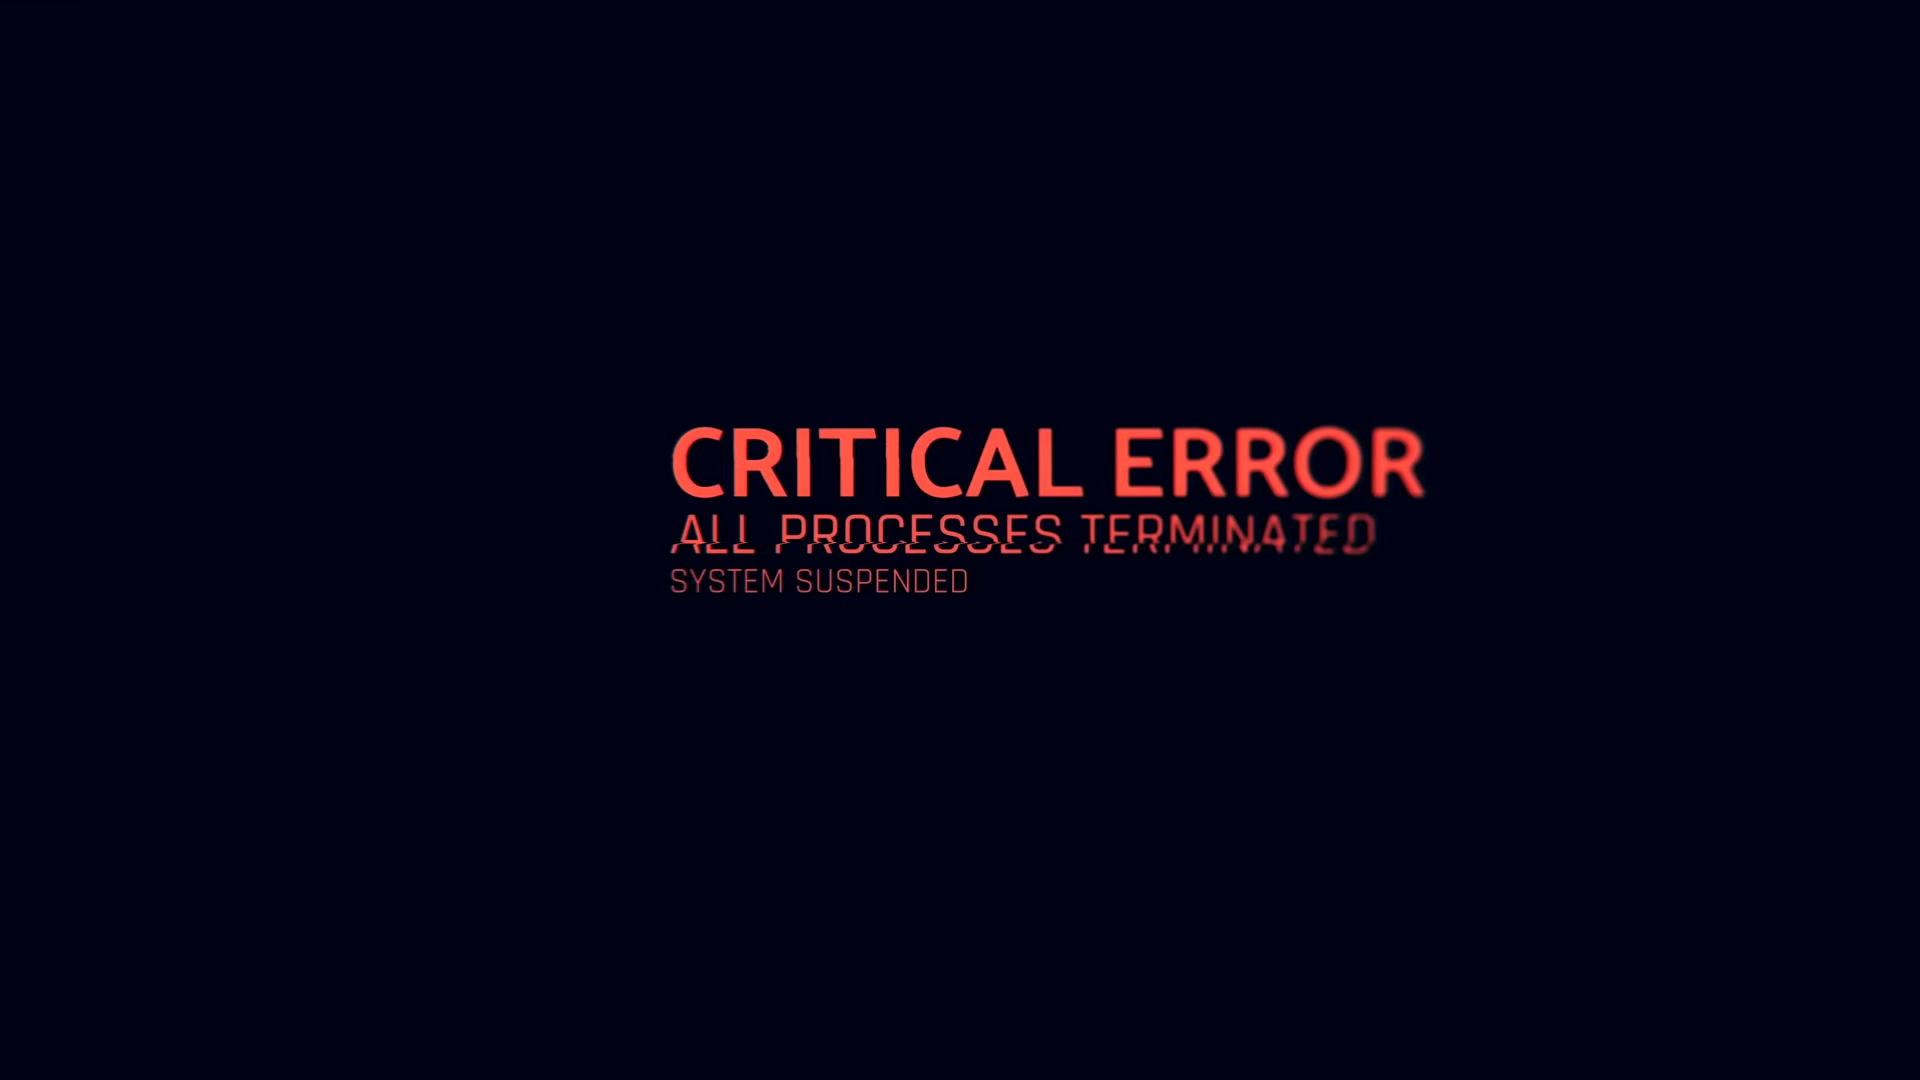 CRITICAL ERROR
ALL PROCESSES TERMINATED
SYSTEM SUSPENDED